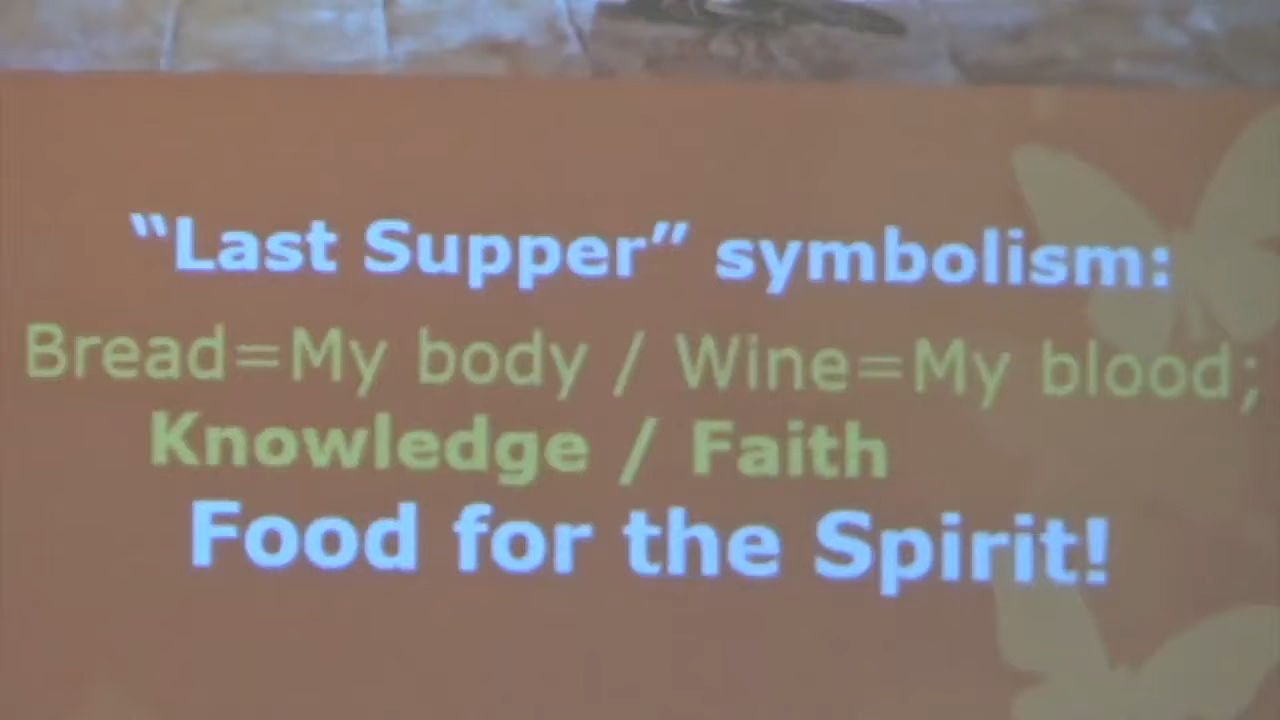 “Last Supper” symbolism:
Bread=My body / Wine=My blood;
Knowledge / Faith
Food for the Spirit!